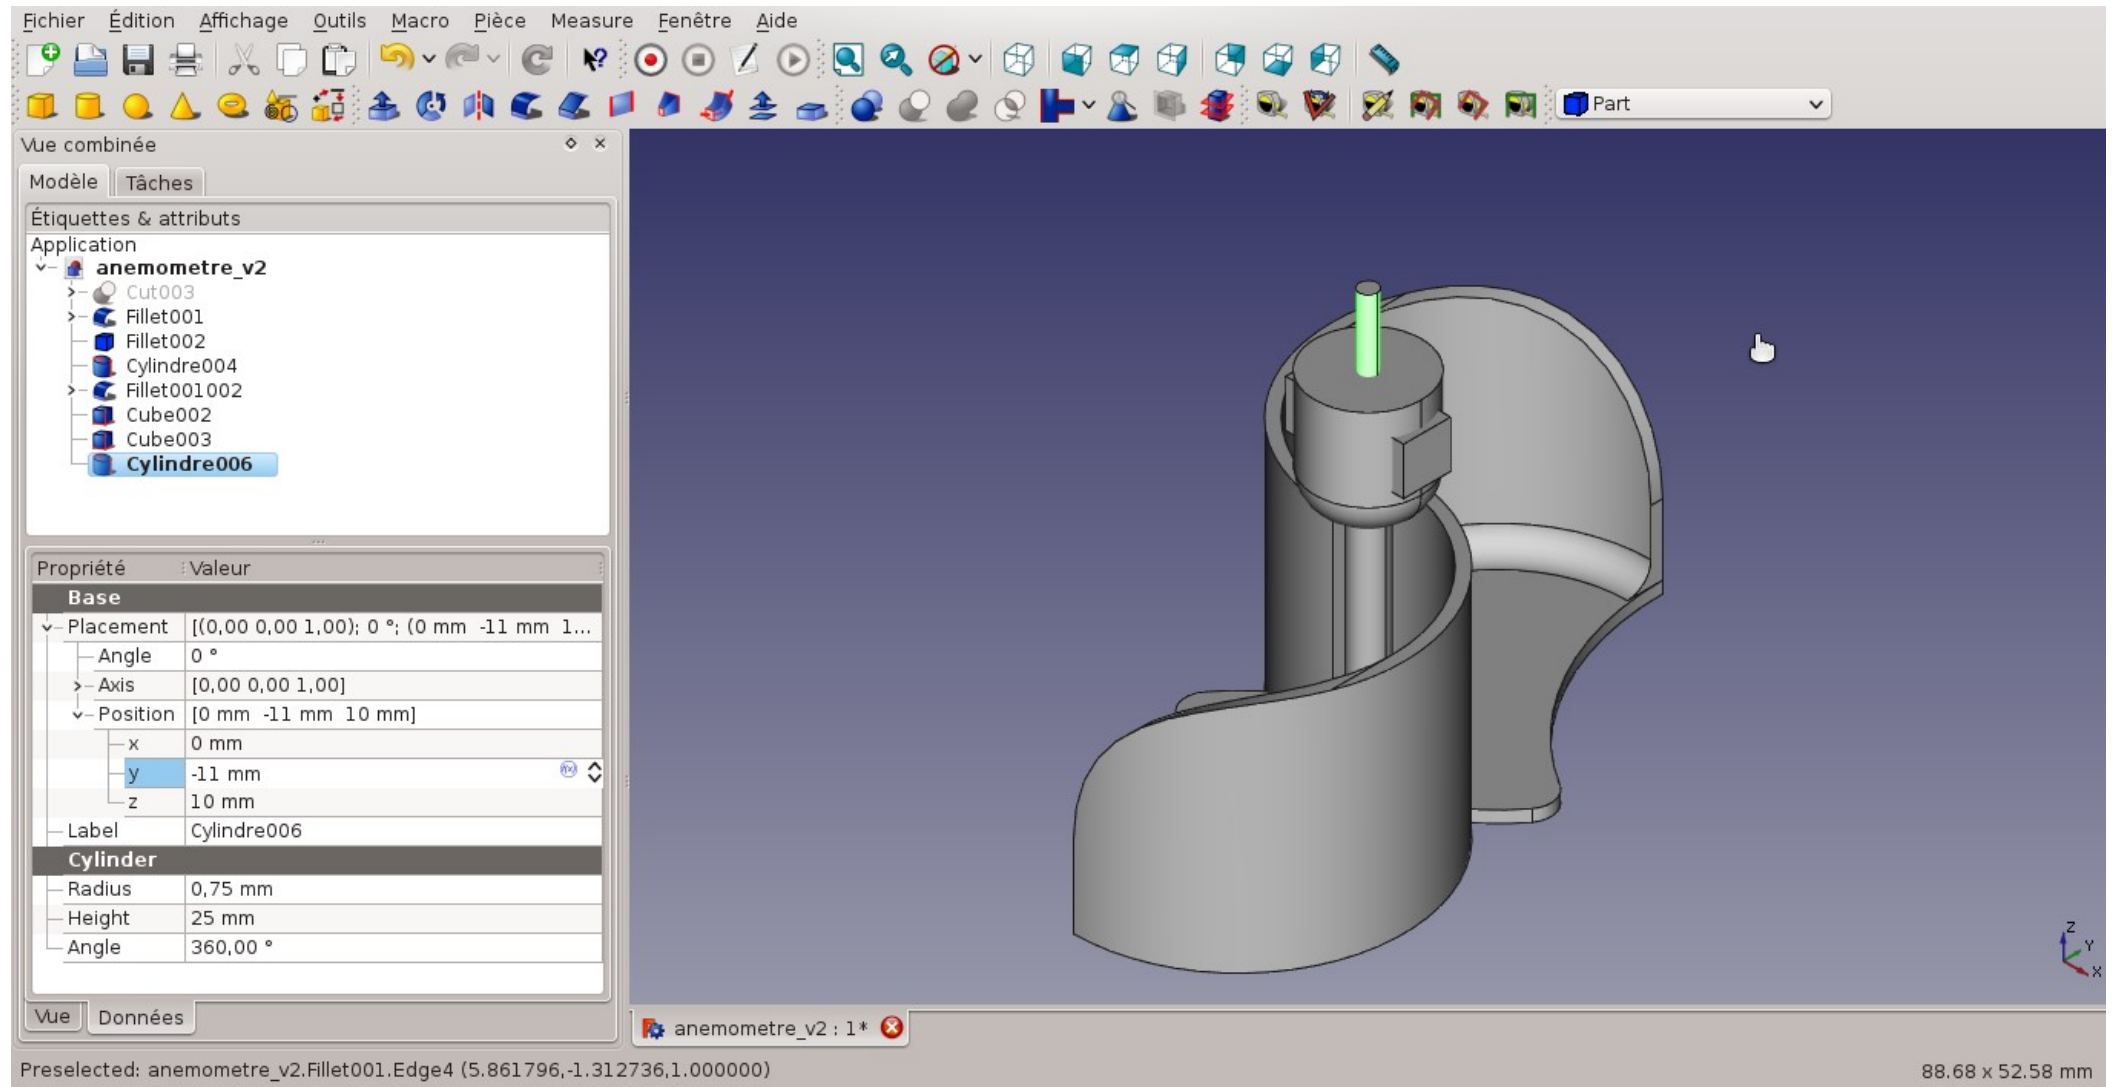 Fichier Édition Affichage Outils Macro Pièce Measure Fenêtre Aide
Part
Vue combinée
Modèle Tâches
Étiquettes & attributs
Application
anemometre_v2
Cut003
Fillet001
Fillet002
Cylindre004
Fillet001002
Cube002
Cube003
Cylindre006
Propriété Valeur
Base
Placement [(0,00 0,00 1,00); 0 °; (0 mm -11 mm 1...
Angle 0 °
Axis [0,00 0,00 1,00]
Position [0 mm -11 mm 10 mm]
x 0 mm
y -11 mm
z 10 mm
Label Cylindre006
Cylinder
Radius 0,75 mm
Height 25 mm
Angle 360,00 °
Vue Données
Z
Y
X
anemometre_v2 : 1*
Preselected: anemometre_v2.Fillet001.Edge4 (5.861796,-1.312736,1.000000)
88.68 x 52.58 mm